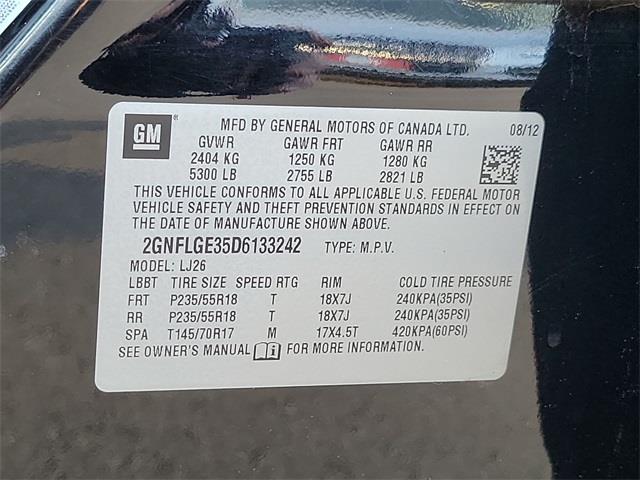 GM ® MFD BY GENERAL MOTORS OF CANADA LTD. 08/12
GVWR GAWR FRT GAWR RR
2404 KG 1250 KG 1280 KG
5300 LB 2755 LB 2821 LB
THIS VEHICLE CONFORMS TO ALL APPLICABLE U.S. FEDERAL MOTOR
VEHICLE SAFETY AND THEFT PREVENTION STANDARDS IN EFFECT ON
THE DATE OF MANUFACTURE SHOWN ABOVE.
2GNFLGE35D6133242 TYPE: M.P.V.
MODEL: LJ26
LBBT TIRE SIZE SPEED RTG RIM COLD TIRE PRESSURE
FRT P235/55R18 T 18X7J 240KPA(35PSI)
RR P235/55R18 T 18X7J 240KPA(35PSI)
SPA T145/70R17 M 17X4.5T 420KPA(60PSI)
SEE OWNER'S MANUAL FOR MORE INFORMATION.